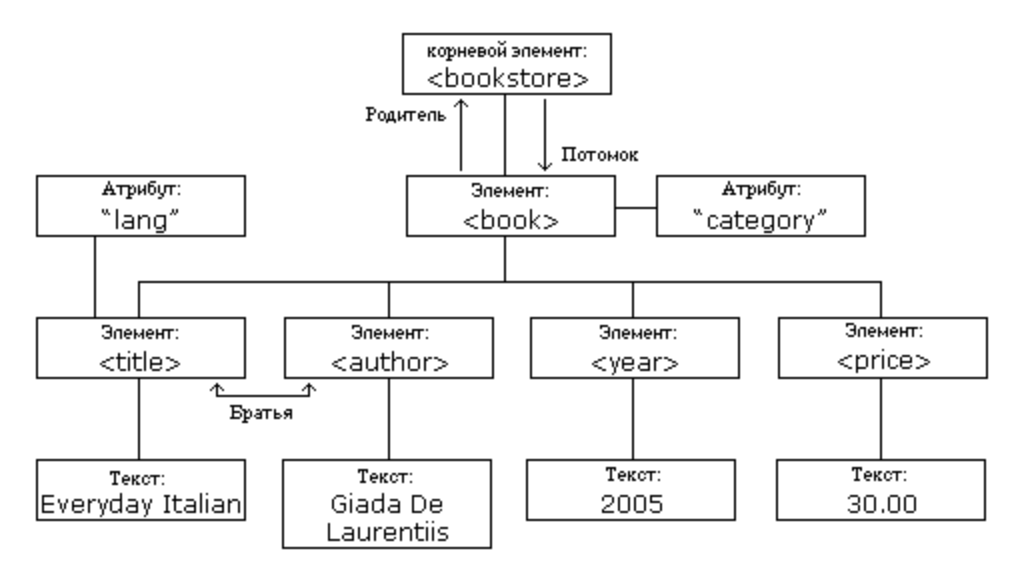 корневой элемент:
<bookstore>
Родитель
Потомок
Атрибут:
“lang”
Элемент:
<book>
Атрибут:
“category”
Элемент:
<title>
Элемент:
<author>
Элемент:
<year>
Элемент:
<price>
Братья
Текст:
Everyday Italian
Текст:
Giada De
Laurentiis
Текст:
2005
Текст:
30.00